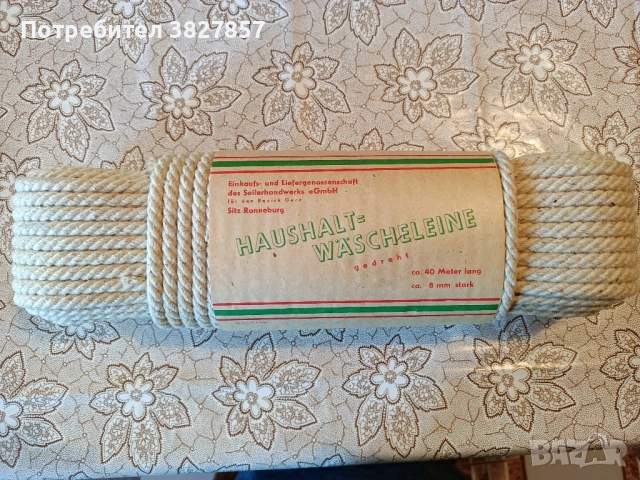 Потребител 3827857
Einkaufs- und Liefergenossenschaft
des Seilerhandwerks eGmbH
für den Bezirk Gera
Sitz Ronneburg
HAUSHALT=
WÄSCHELEINE
gedreht
ca. 40 Meter lang
ca. 8 mm stark
BAZAR